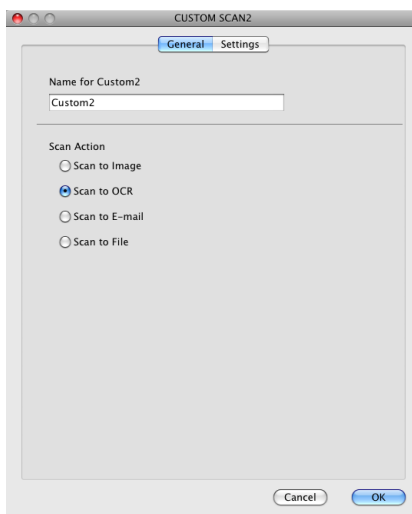 CUSTOM SCAN2
General Settings
Name for Custom2
Custom2
Scan Action
Scan to Image
Scan to OCR
Scan to E-mail
Scan to File
Cancel OK